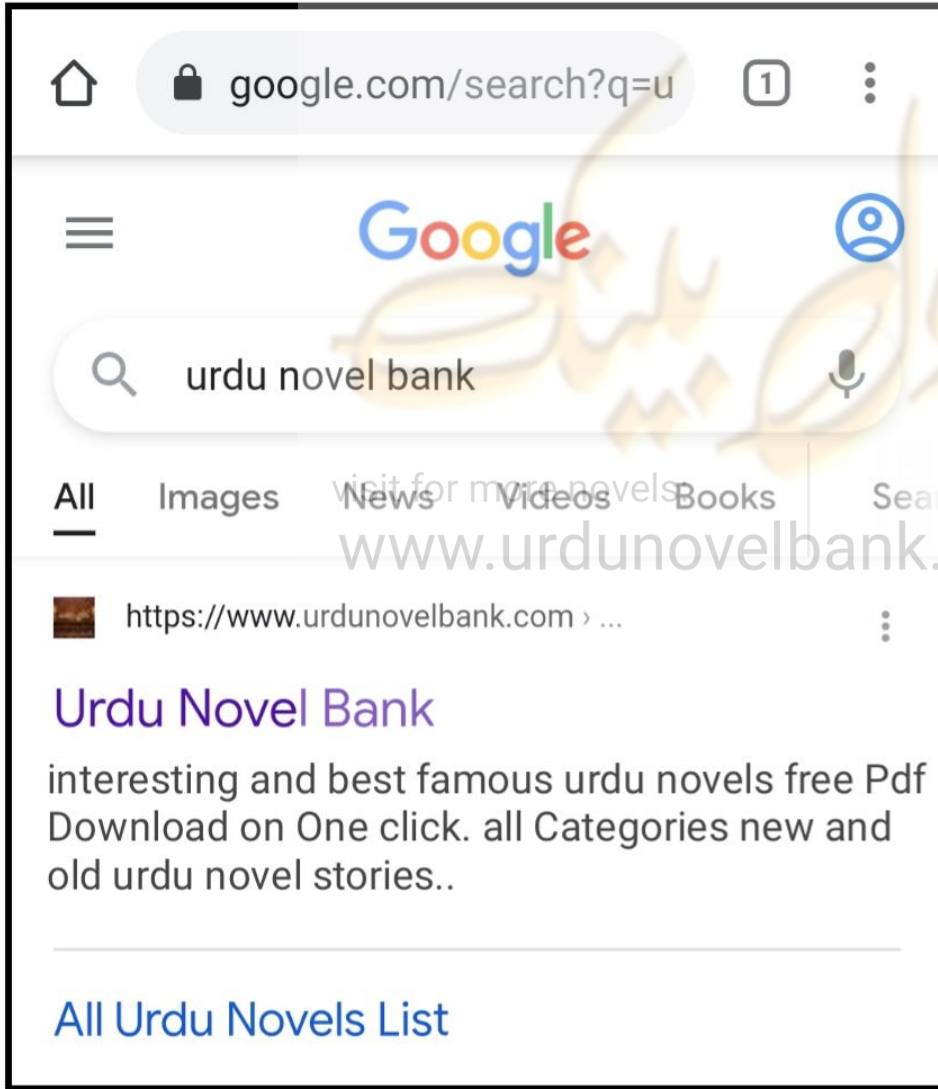 google.com/search?q=u
1
Google
urdu novel bank
All Images News Videos Books Sea
visit for more novels
www.urdunovelbank.
https://www.urdunovelbank.com › ...
Urdu Novel Bank
interesting and best famous urdu novels free Pdf
Download on One click. all Categories new and
old urdu novel stories..
All Urdu Novels List